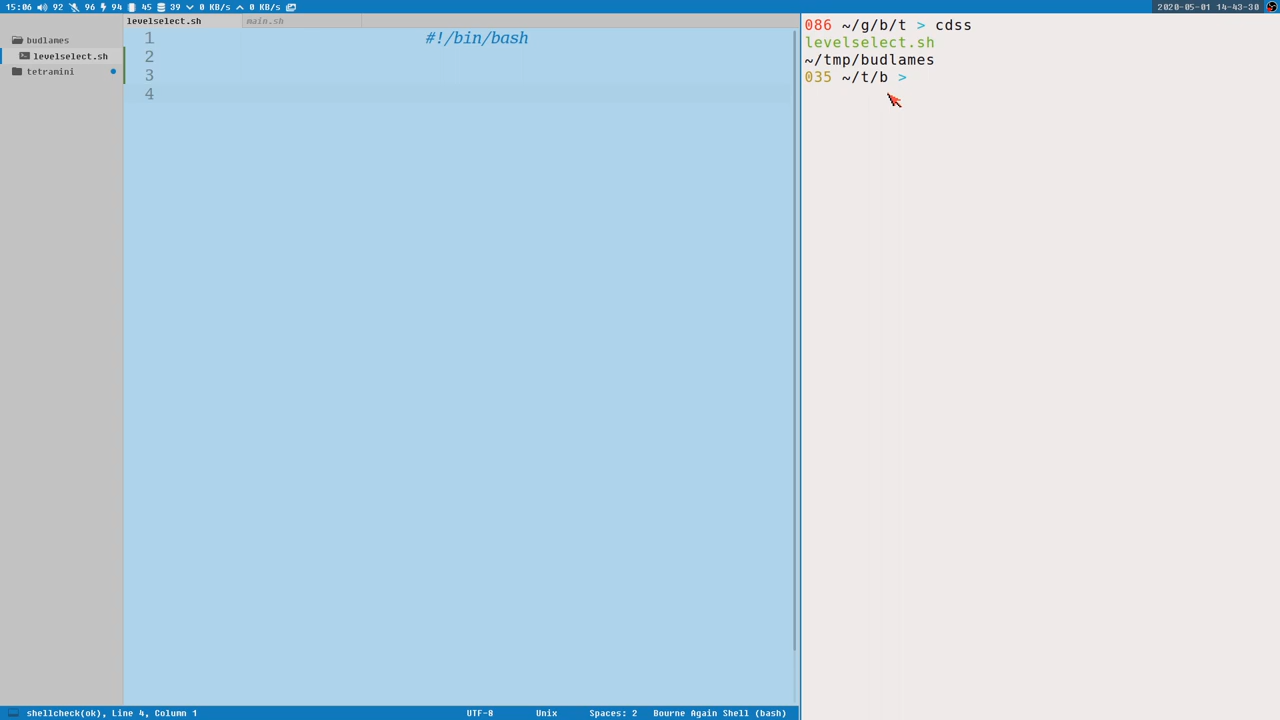 15:06 92 96 94 45 39 0 KB/s 0 KB/s 2020-05-01 14-43-30
levelselect.sh main.sh
budlames
levelselect.sh
tetramini
1 #!/bin/bash
2
3
4
086 ~/g/b/t > cdss
levelselect.sh
~/tmp/budlames
035 ~/t/b >
shellcheck(ok), Line 4, Column 1 UTF-8 Unix Spaces: 2 Bourne Again Shell (bash)